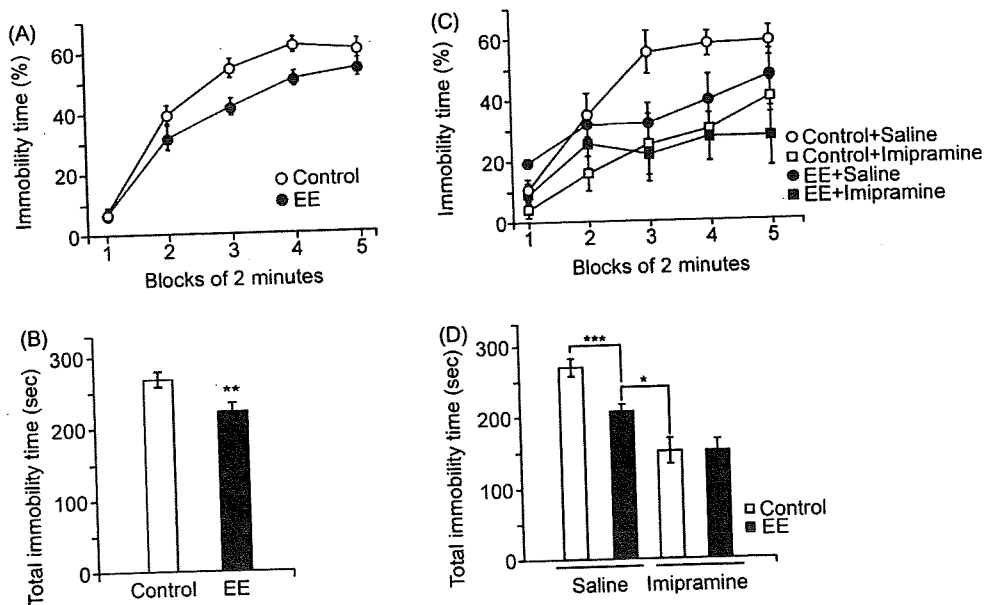 (A)
Immobility time (%)
60
40
20
0
1 2 3 4 5
Blocks of 2 minutes
Control
EE
(C)
Immobility time (%)
60
40
20
0
1 2 3 4 5
Blocks of 2 minutes
Control+Saline
Control+Imipramine
EE+Saline
EE+Imipramine
(B)
Total immobility time (sec)
300
200
100
0
**
Control EE
(D)
Total immobility time (sec)
300
200
100
0
***
*
Control
EE
Saline Imipramine